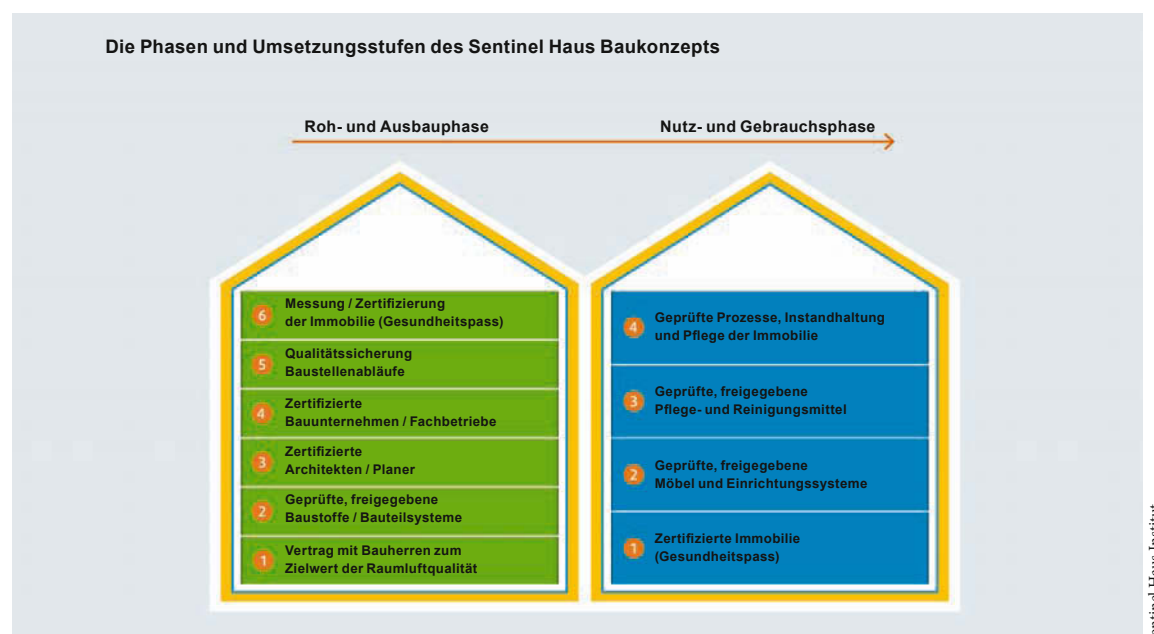 Die Phasen und Umsetzungsstufen des Sentinel Haus Baukonzepts
Roh- und Ausbauphase
Nutz- und Gebrauchsphase
6
Messung / Zertifizierung
der Immobilie (Gesundheitspass)
5
Qualitätssicherung
Baustellenabläufe
4
Zertifizierte
Bauunternehmen / Fachbetriebe
3
Zertifizierte
Architekten / Planer
2
Geprüfte, freigegebene
Baustoffe / Bauteilsysteme
1
Vertrag mit Bauherren zum
Zielwert der Raumluftqualität
4
Geprüfte Prozesse, Instandhaltung
und Pflege der Immobilie
3
Geprüfte, freigegebene
Pflege- und Reinigungsmittel
2
Geprüfte, freigegebene
Möbel und Einrichtungssysteme
1
Zertifizierte Immobilie
(Gesundheitspass)
Haus Institut